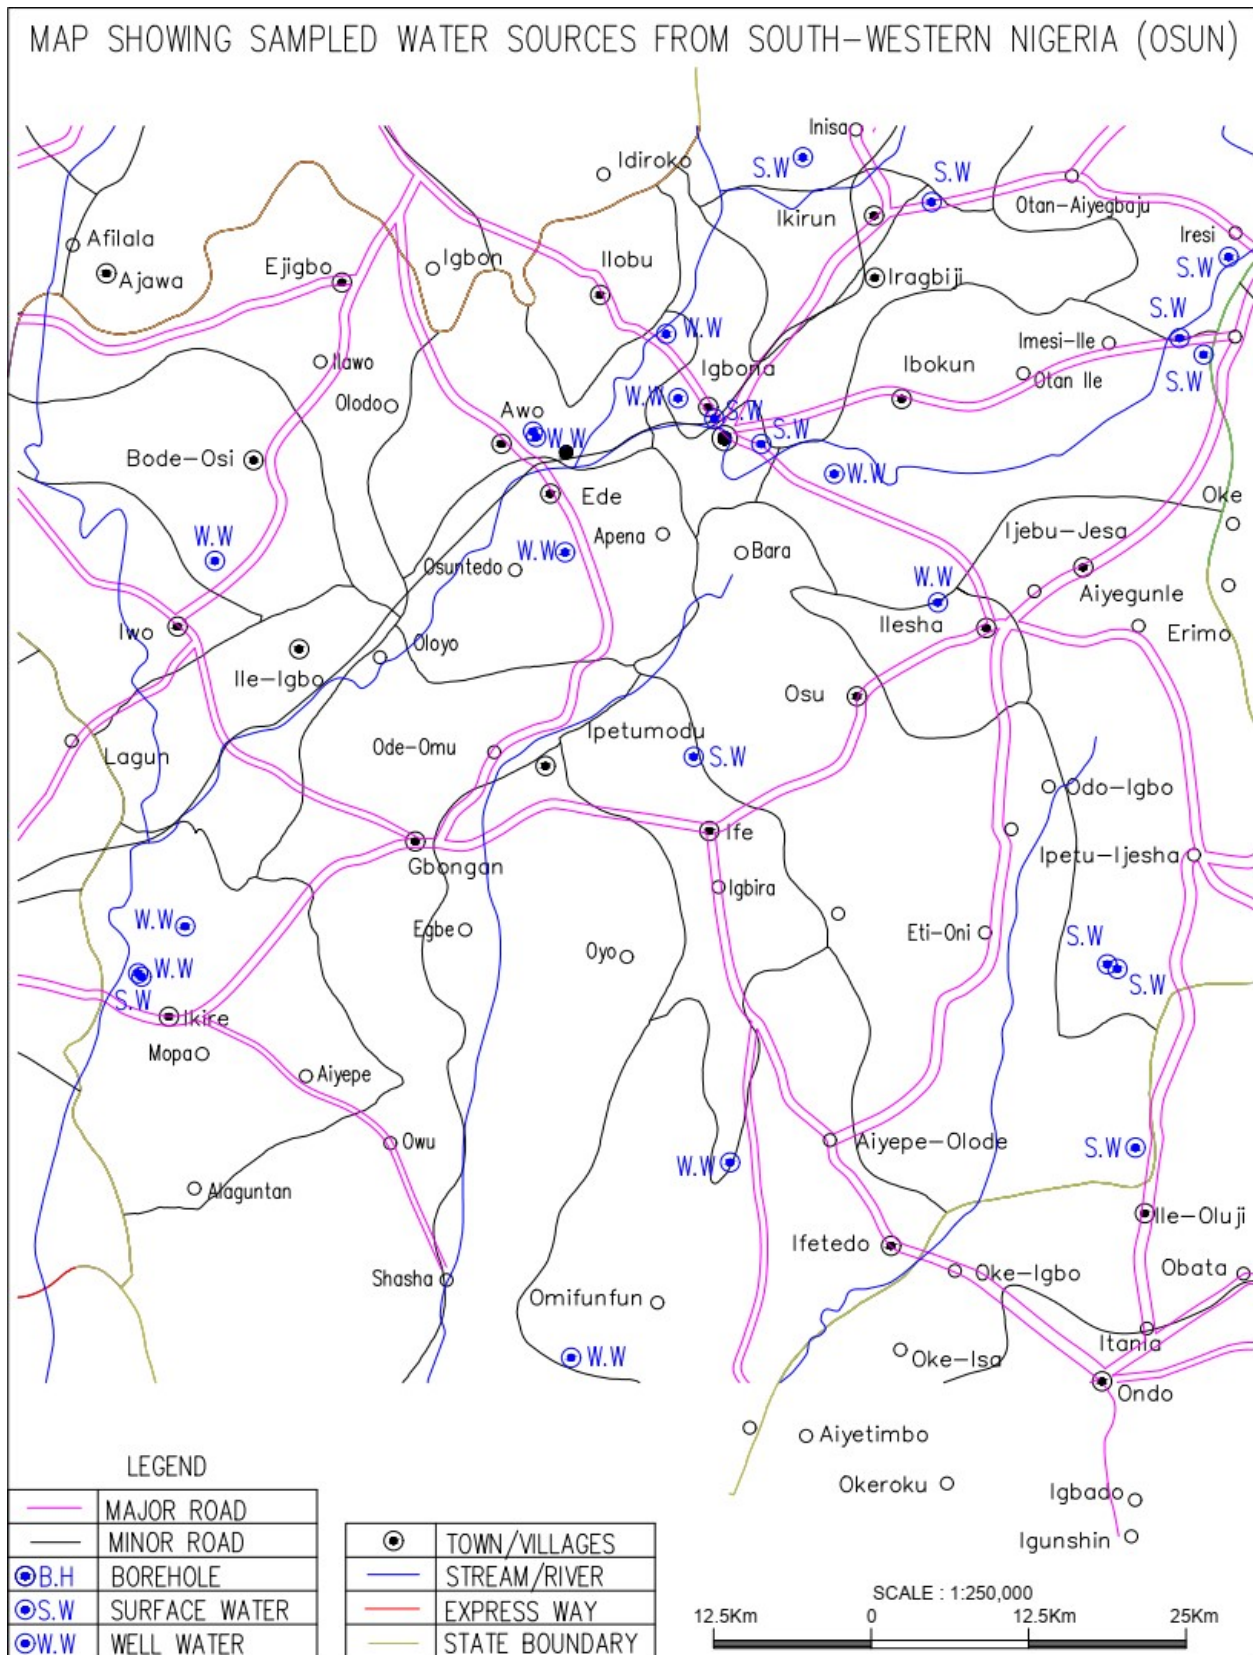 MAP SHOWING SAMPLED WATER SOURCES FROM SOUTH-WESTERN NIGERIA (OSUN)
Inisa
Idiroko
S.W
S.W
Otan-Aiyegbaju
Ikirun
Iresi
Afilala
Ajawa
Ejigbo
Igbon
Ilobu
Iragbiji
S.W
S.W
W.W
Imesi-Ile
S.W
Ilawo
Igbona
Ibokun
Otan Ile
Olodo
W.W
Awo
S.W
W.W
S.W
Bode-Osi
W.W
Ede
Oke
Apena
Ijebu-Jesa
W.W
W.W
Bara
Osuntedo
W.W
Aiyegunle
Iwo
Ilesha
Erimo
Oloyo
Ile-Igbo
Osu
Ipetumodu
Ode-Omu
Lagun
S.W
Odo-Igbo
Ife
Gbongan
Ipetu-Ijesha
Igbira
W.W
Egbe
Oyo
Eti-Oni
S.W
W.W
S.W
S.W
Ikire
Mopa
Aiyepe
Owu
Aiyepe-Olode
S.W
W.W
Alaguntan
Ile-Oluji
Ifetedo
Shasha
Oke-Igbo
Obata
Omifunfun
Itania
W.W
Oke-Isa
Ondo
Aiyetimbo
Okeroku
Igbado
Igunshin
LEGEND
MAJOR ROAD
MINOR ROAD
B.H BOREHOLE
S.W SURFACE WATER
W.W WELL WATER
TOWN/VILLAGES
STREAM/RIVER
EXPRESS WAY
STATE BOUNDARY
SCALE : 1:250,000
12.5Km 0 12.5Km 25Km